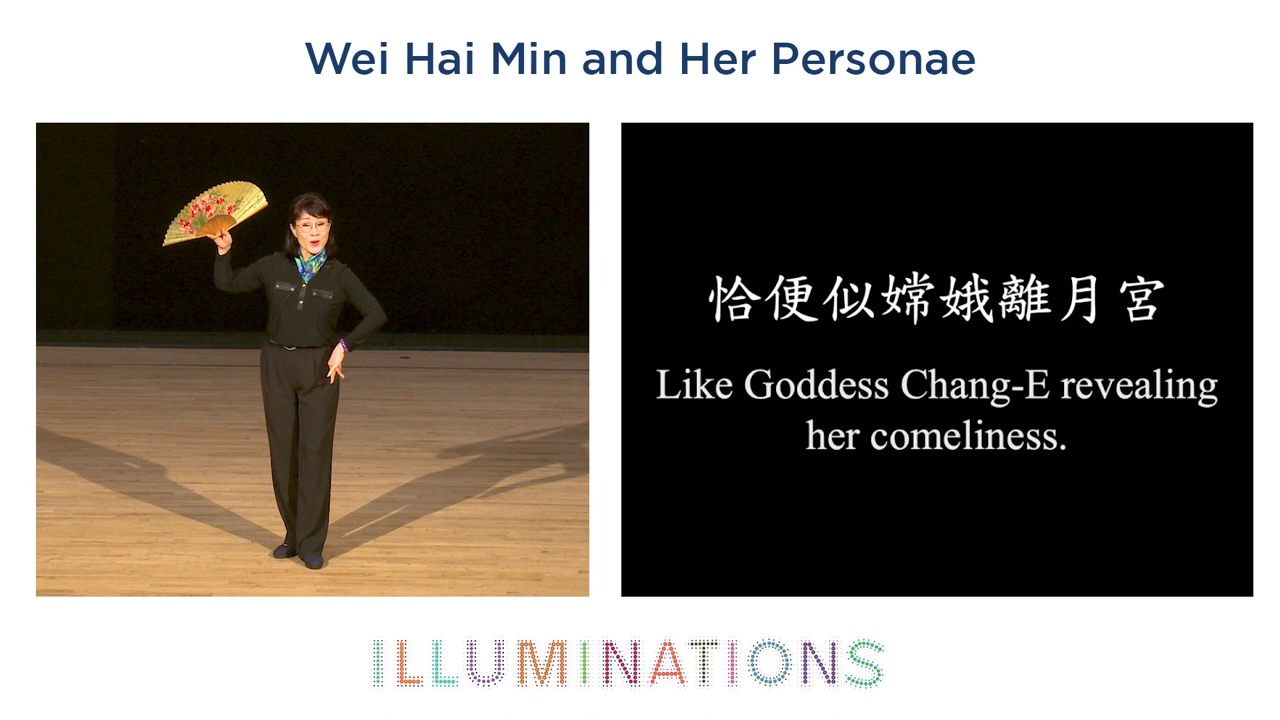 Wei Hai Min and Her Personae
恰便似嫦娥離月宮
Like Goddess Chang-E revealing
her comeliness.
ILLUMINATIONS